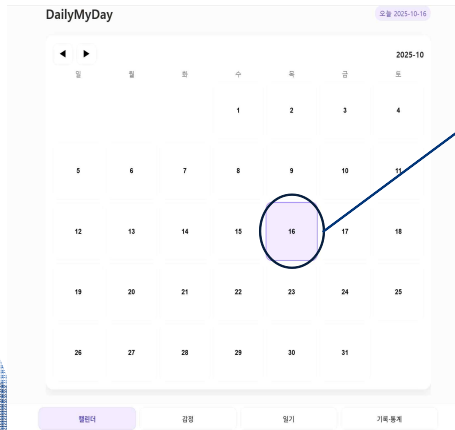 DailyMyDay
오늘 2025-10-16
◀ ▶ 2025-10
일 월 화 수 목 금 토
1 2 3 4
5 6 7 8 9 10 11
12 13 14 15 16 17 18
19 20 21 22 23 24 25
26 27 28 29 30 31
캘린더 감정 일기 기록·통계